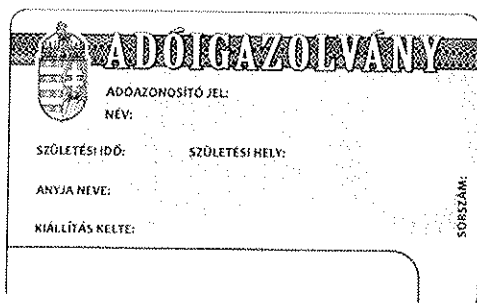 ADÓIGAZOLVÁNY
ADÓAZONOSÍTÓ JEL:
NÉV:
SZÜLETÉSI IDŐ: SZÜLETÉSI HELY:
ANYJA NEVE:
KIÁLLÍTÁS KELTE:
SORSZÁM: